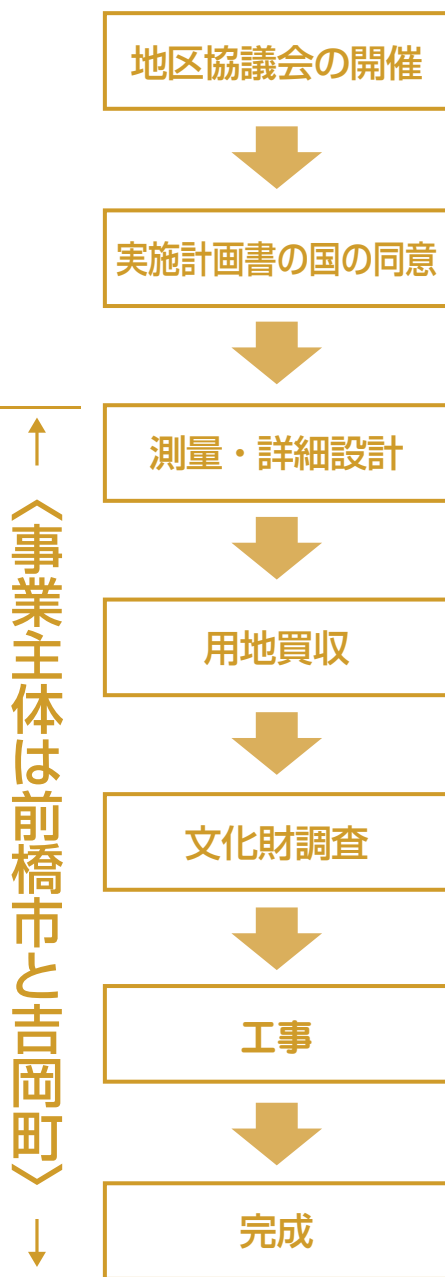 地区協議会の開催
実施計画書の国の同意
測量・詳細設計
用地買収
文化財調査
工事
完成
〈事業主体は前橋市と吉岡町〉